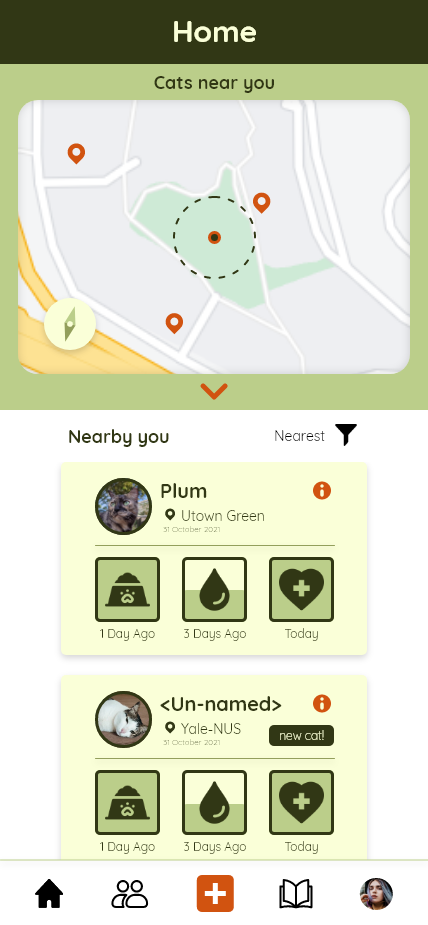 Home
Cats near you
Nearby you
Nearest
Plum
Utown Green
31 October 2021
1 Day Ago
3 Days Ago
Today
<Un-named>
Yale-NUS
new cat!
31 October 2021
1 Day Ago
3 Days Ago
Today